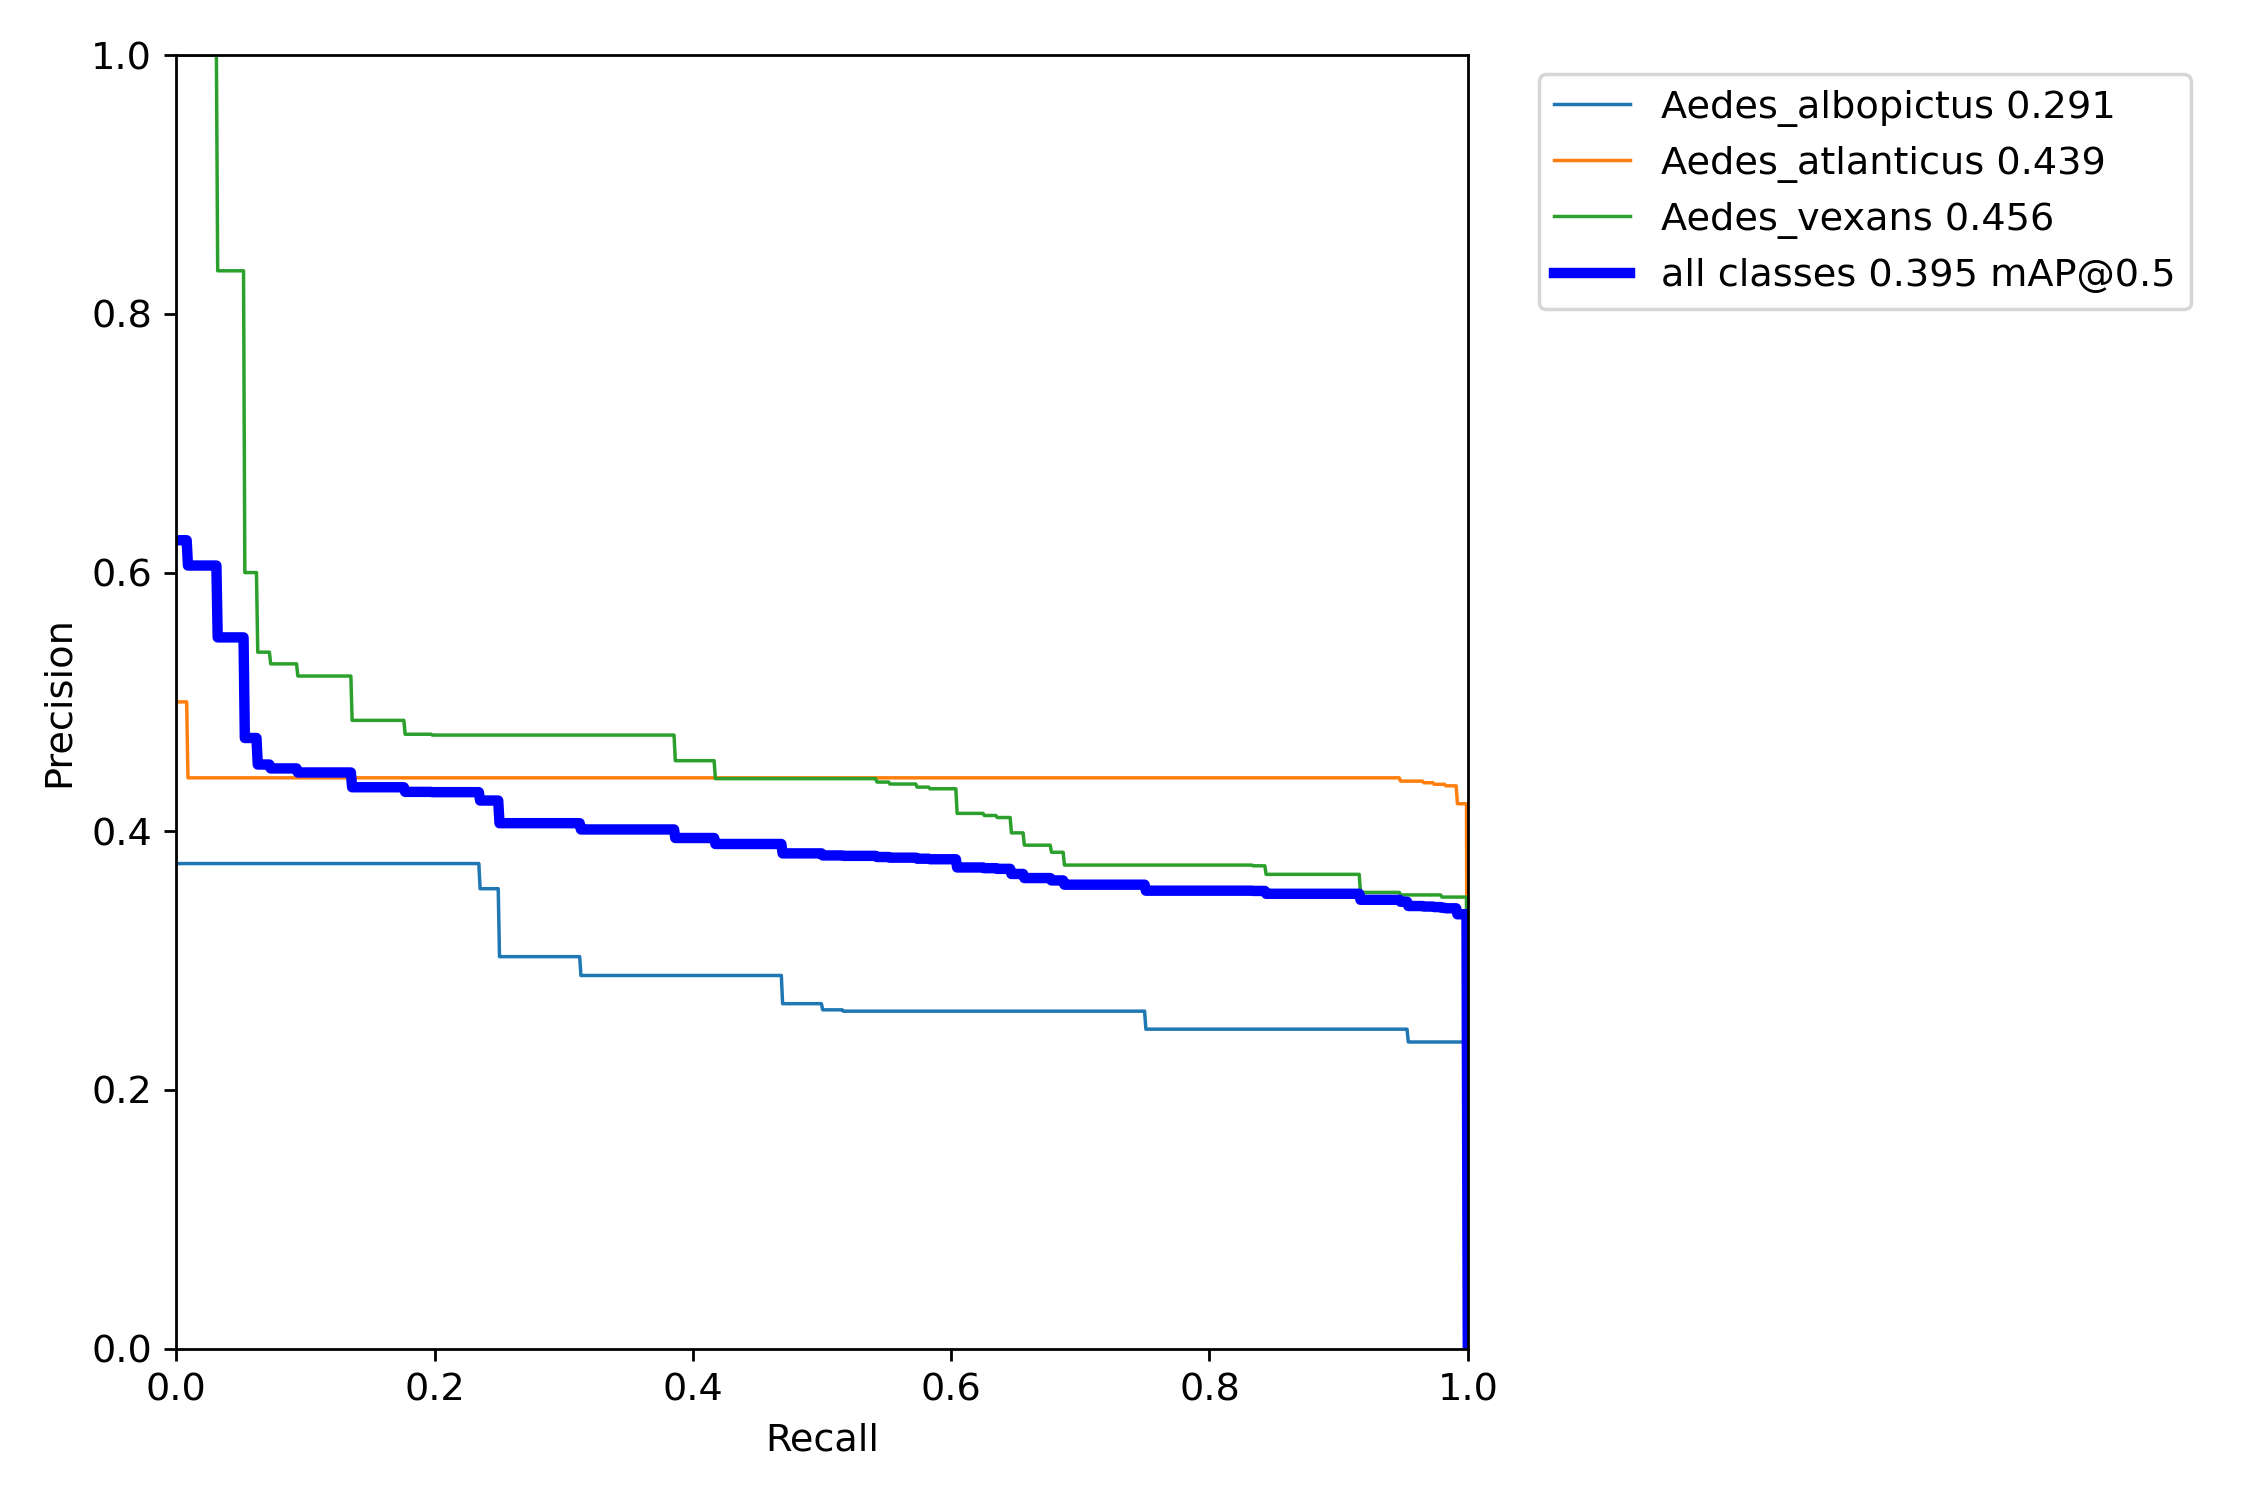 1.0
0.8
0.6
0.4
0.2
0.0
0.0 0.2 0.4 0.6 0.8 1.0
Precision
Recall
Aedes_albopictus 0.291
Aedes_atlanticus 0.439
Aedes_vexans 0.456
all classes 0.395 mAP@0.5